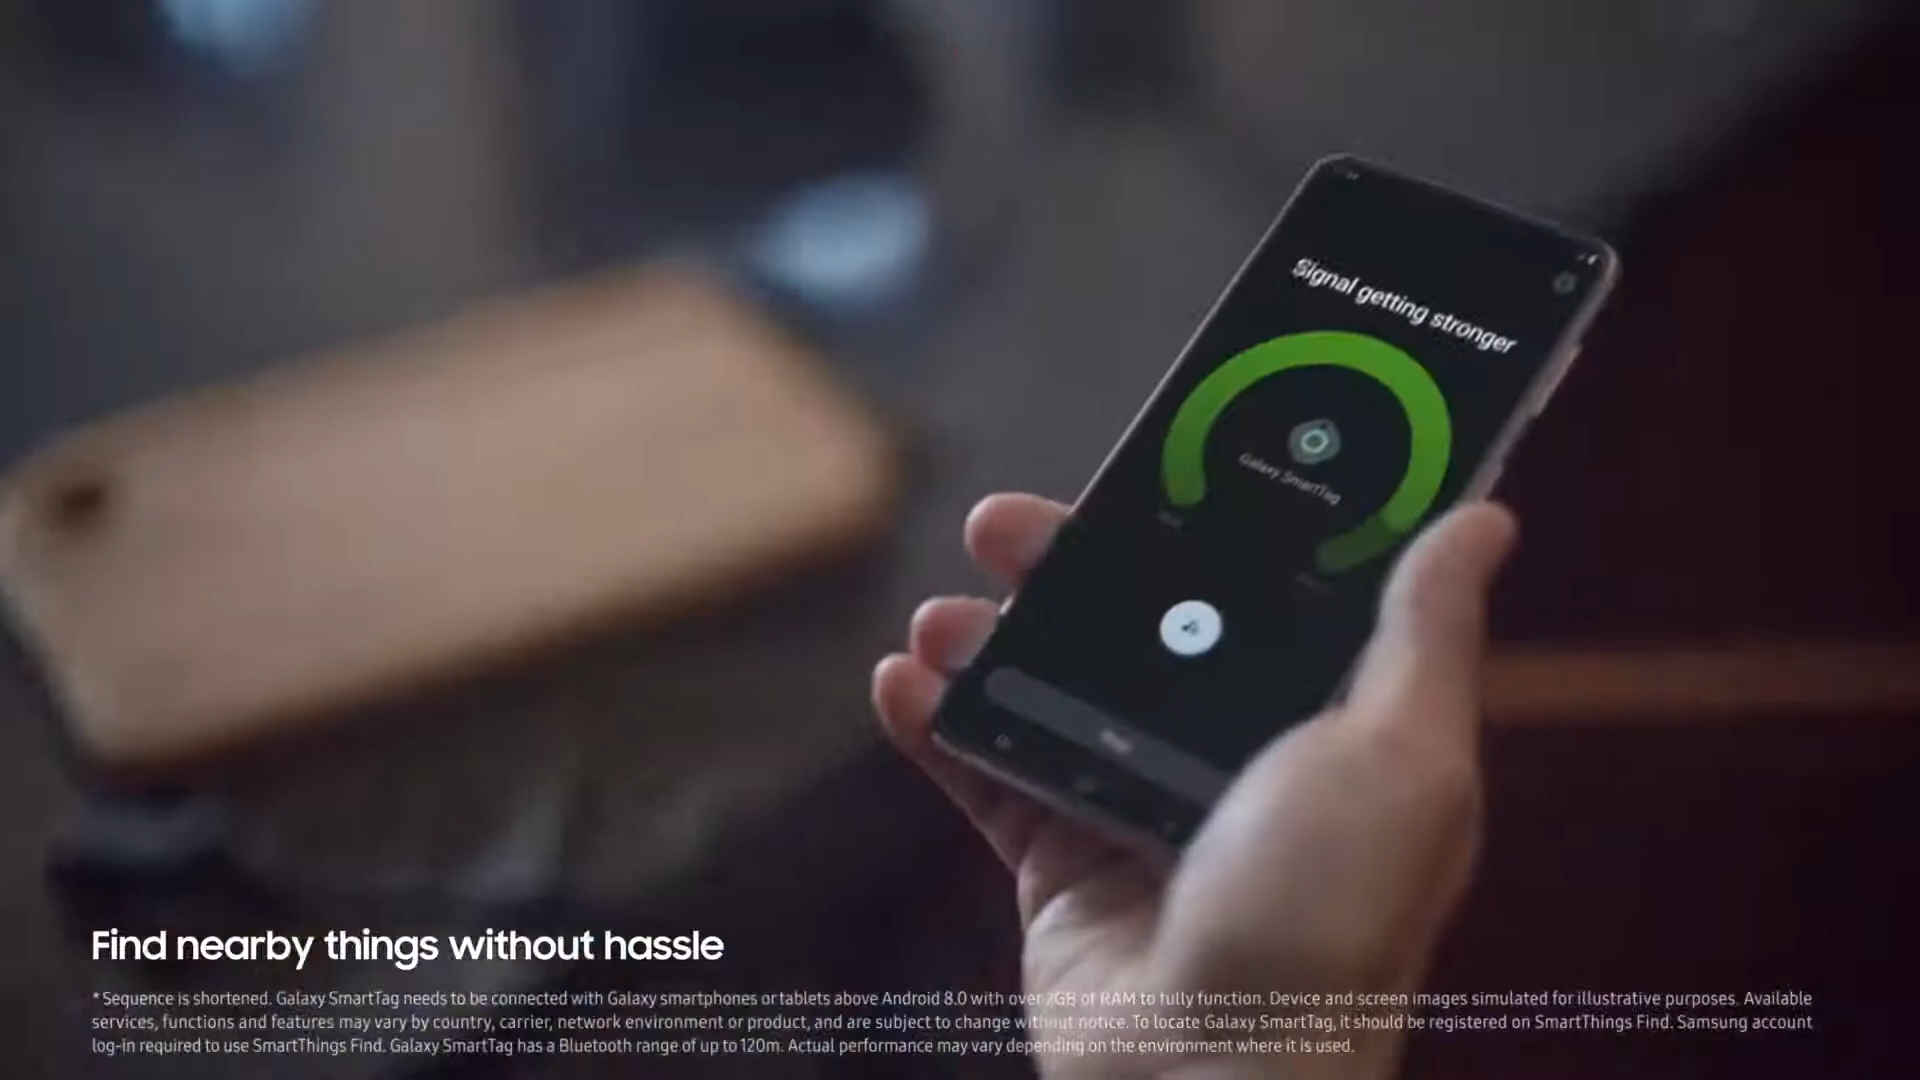 Signal getting stronger
Galaxy SmartTag
Find nearby things without hassle
* Sequence is shortened. Galaxy SmartTag needs to be connected with Galaxy smartphones or tablets above Android 8.0 with over 2GB of RAM to fully function. Device and screen images simulated for illustrative purposes. Available
services, functions and features may vary by country, carrier, network environment or product, and are subject to change without notice. To locate Galaxy SmartTag, it should be registered on SmartThings Find. Samsung account
log-in required to use SmartThings Find. Galaxy SmartTag has a Bluetooth range of up to 120m. Actual performance may vary depending on the environment where it is used.